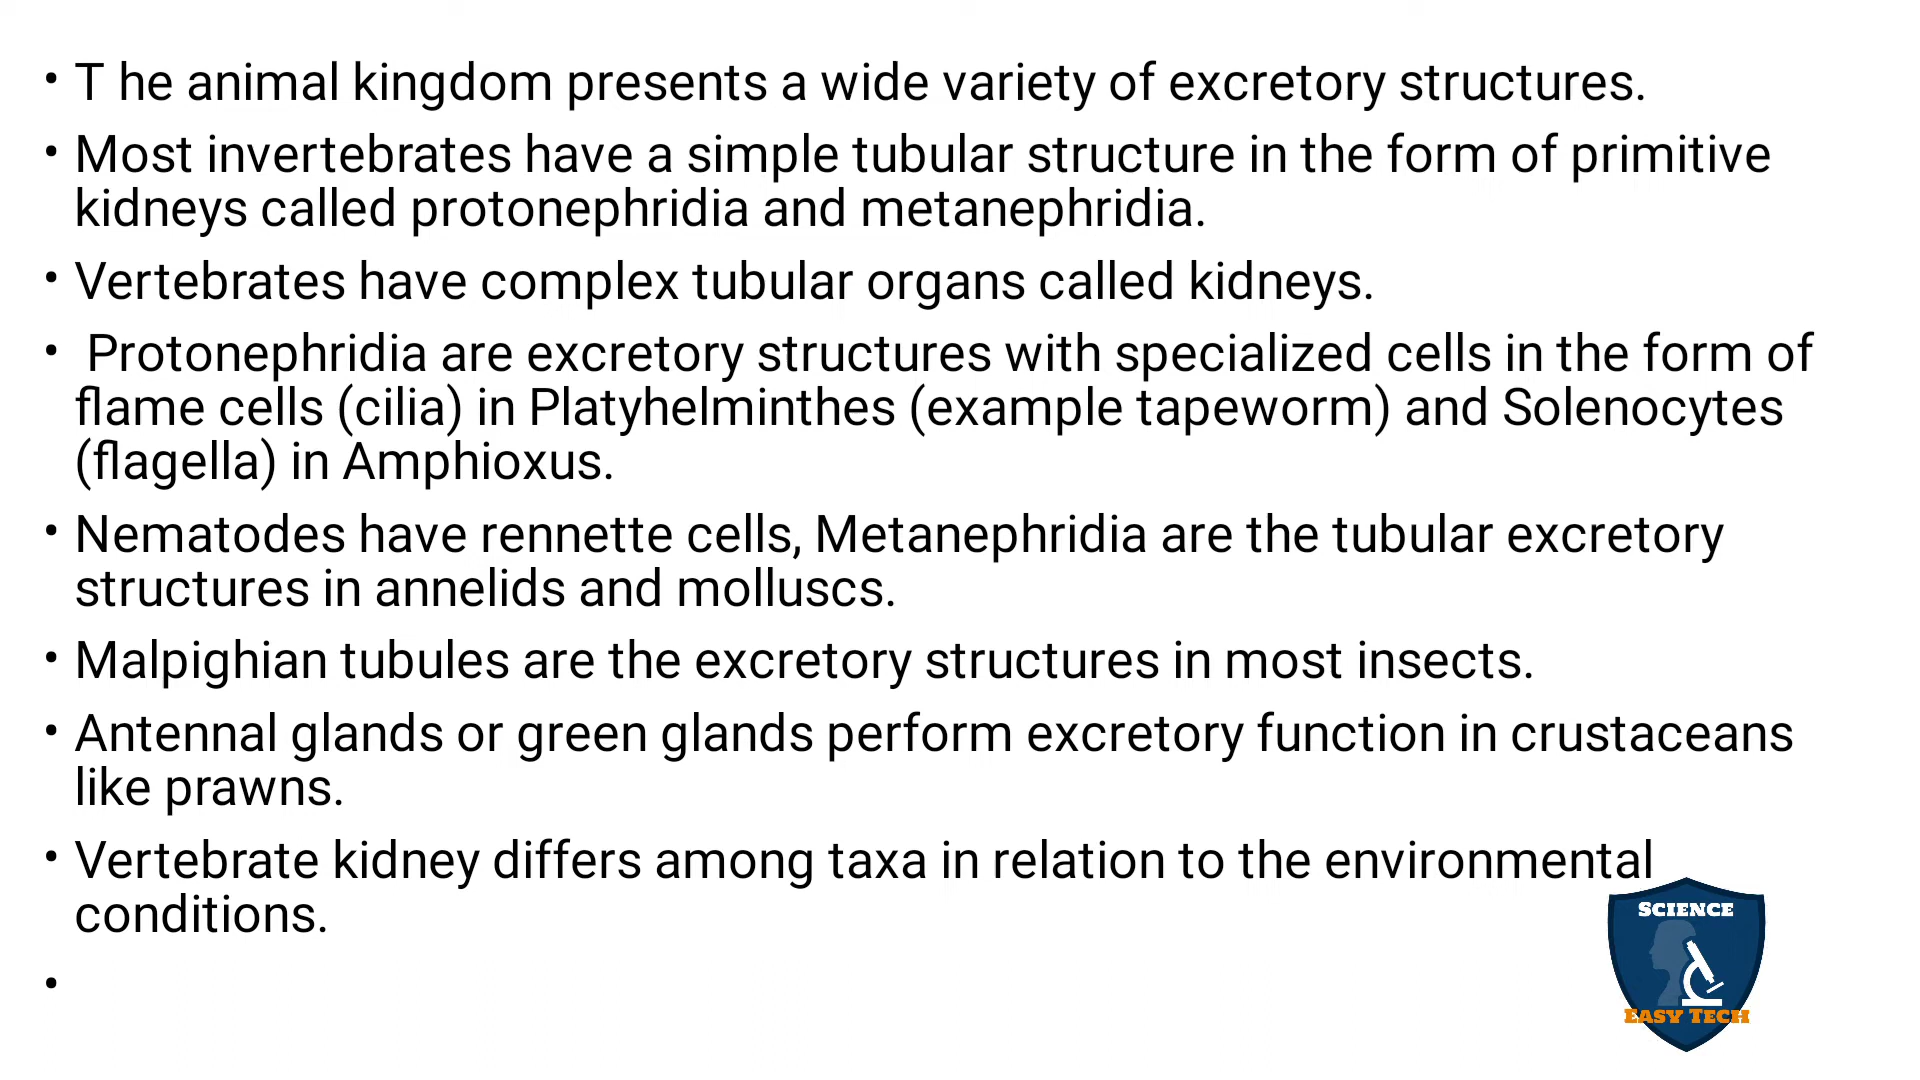 • T he animal kingdom presents a wide variety of excretory structures.
• Most invertebrates have a simple tubular structure in the form of primitive
kidneys called protonephridia and metanephridia.
• Vertebrates have complex tubular organs called kidneys.
• Protonephridia are excretory structures with specialized cells in the form of
flame cells (cilia) in Platyhelminthes (example tapeworm) and Solenocytes
(flagella) in Amphioxus.
• Nematodes have rennette cells, Metanephridia are the tubular excretory
structures in annelids and molluscs.
• Malpighian tubules are the excretory structures in most insects.
• Antennal glands or green glands perform excretory function in crustaceans
like prawns.
• Vertebrate kidney differs among taxa in relation to the environmental
conditions.
•
SCIENCE
EASY TECH